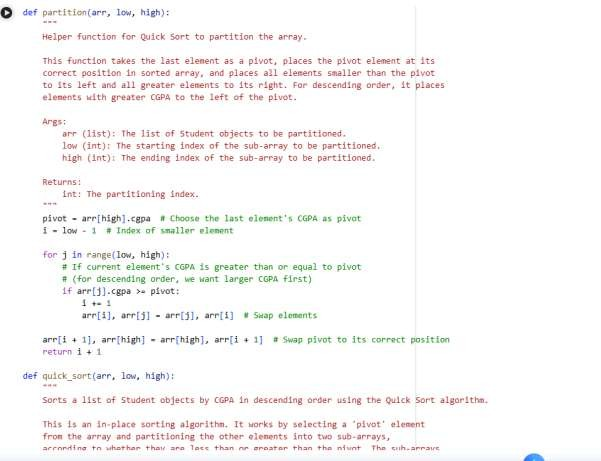 def partition(arr, low, high):
    """
    Helper function for Quick Sort to partition the array.

    This function takes the last element as a pivot, places the pivot element at its
    correct position in sorted array, and places all elements smaller than the pivot
    to its left and all greater elements to its right. For descending order, it places
    elements with greater CGPA to the left of the pivot.

    Args:
        arr (list): The list of Student objects to be partitioned.
        low (int): The starting index of the sub-array to be partitioned.
        high (int): The ending index of the sub-array to be partitioned.

    Returns:
        int: The partitioning index.
    """
    pivot = arr[high].cgpa  # Choose the last element's CGPA as pivot
    i = low - 1  # Index of smaller element

    for j in range(low, high):
        # If current element's CGPA is greater than or equal to pivot
        # (for descending order, we want larger CGPA first)
        if arr[j].cgpa >= pivot:
            i += 1
            arr[i], arr[j] = arr[j], arr[i]  # Swap elements

    arr[i + 1], arr[high] = arr[high], arr[i + 1]  # Swap pivot to its correct position
    return i + 1

def quick_sort(arr, low, high):
    """
    Sorts a list of Student objects by CGPA in descending order using the Quick Sort algorithm.

    This is an in-place sorting algorithm. It works by selecting a 'pivot' element
    from the array and partitioning the other elements into two sub-arrays,
    according to whether they are less than or greater than the pivot. The sub-arrays